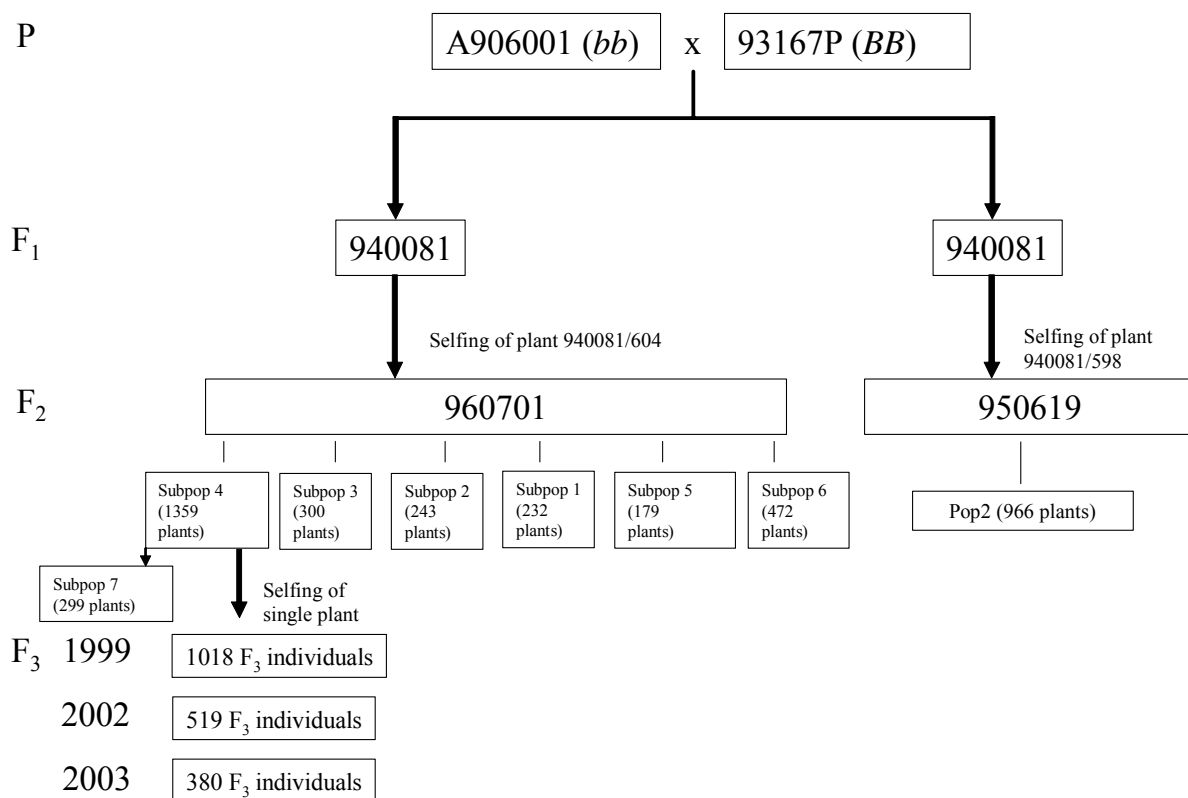 P
A906001 (bb) x 93167P (BB)
F₁
940081
940081
Selfing of plant 940081/604
Selfing of plant
940081/598
F₂
960701
950619
Subpop 4
(1359
plants)
Subpop 3
(300
plants)
Subpop 2
(243
plants)
Subpop 1
(232
plants)
Subpop 5
(179
plants)
Subpop 6
(472
plants)
Pop2 (966 plants)
Subpop 7
(299 plants)
Selfing of
single plant
F₃ 1999 1018 F₃ individuals
2002 519 F₃ individuals
2003 380 F₃ individuals